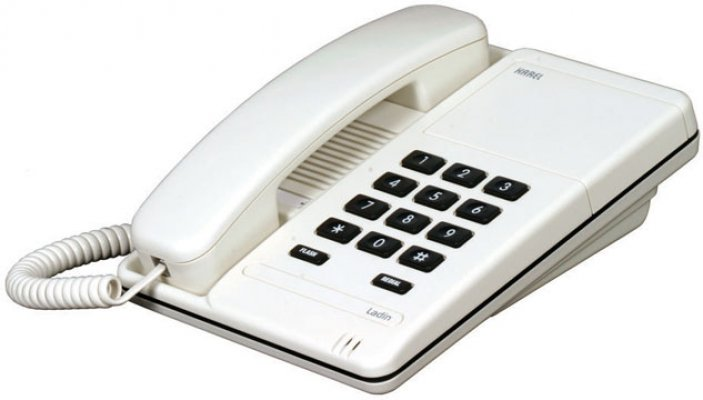 KAREL
1 2 3
4 5 6
7 8 9
* 0 #
FLASH REDIAL
Ladin